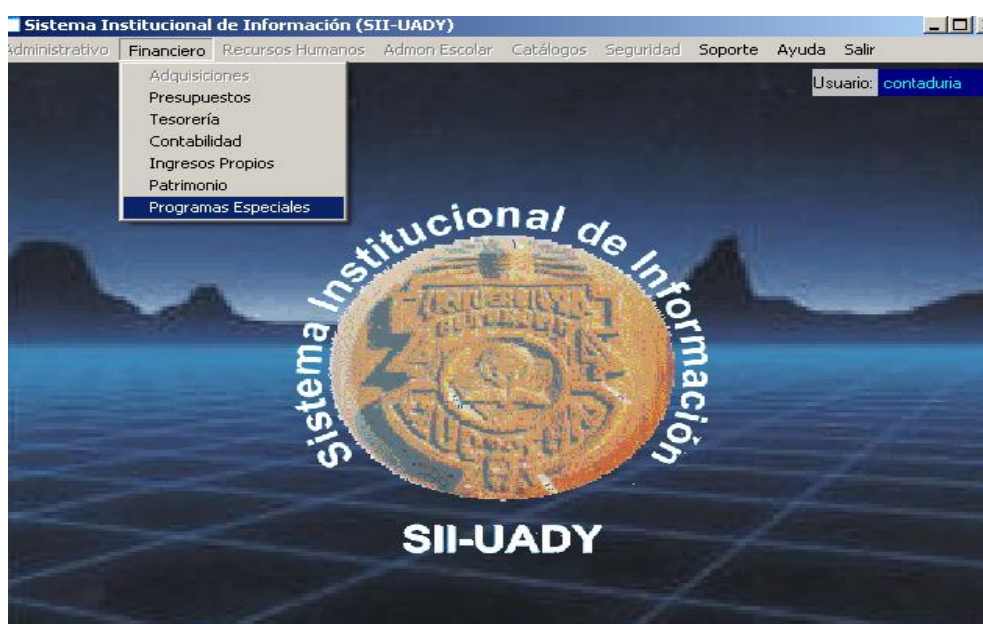 Sistema Institucional de Información (SII-UADY)
Administrativo Financiero Recursos Humanos Admon Escolar Catálogos Seguridad Soporte Ayuda Salir
Usuario: contaduria
Adquisiciones
Presupuestos
Tesorería
Contabilidad
Ingresos Propios
Patrimonio
Programas Especiales
Sistema Institucional de Información
SII-UADY